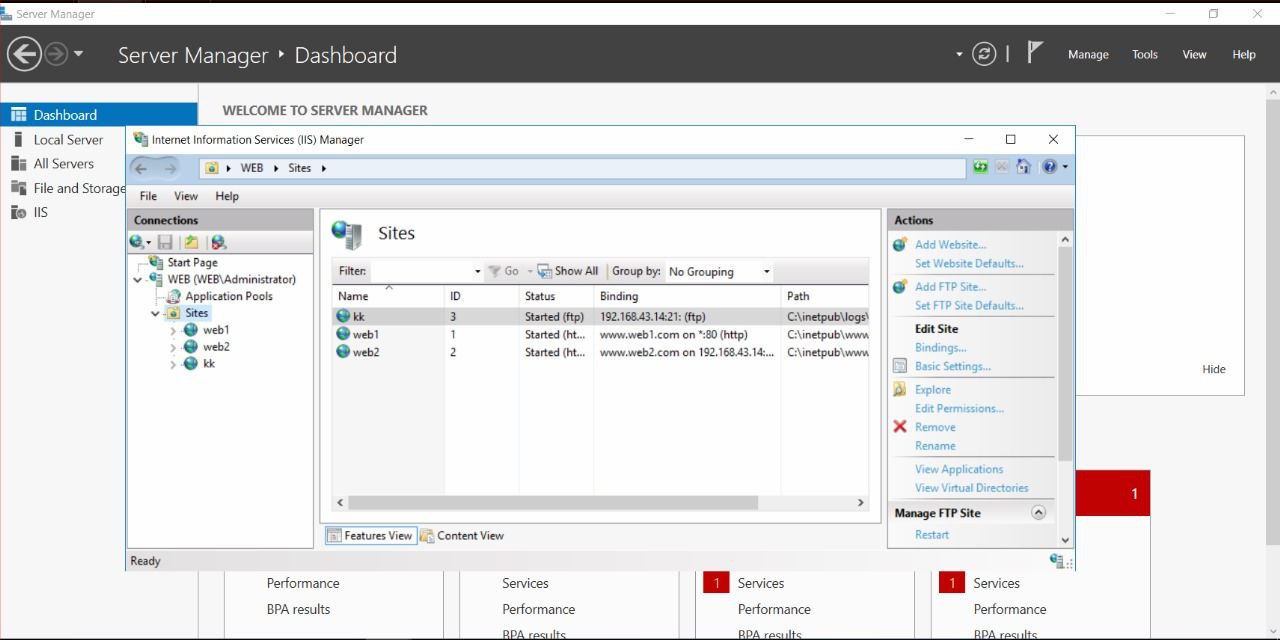 Server Manager
Server Manager ‣ Dashboard
Manage Tools View Help
Dashboard
Local Server
All Servers
File and Storage
IIS
WELCOME TO SERVER MANAGER
Hide
Internet Information Services (IIS) Manager
WEB Sites
File View Help
Connections
Start Page
WEB (WEB\Administrator)
Application Pools
Sites
web1
web2
kk
Sites
Filter: Go Show All Group by: No Grouping
Name ID Status Binding Path
kk 3 Started (ftp) 192.168.43.14:21: (ftp) C:\inetpub\logs\
web1 1 Started (ht... www.web1.com on *:80 (http) C:\inetpub\www
web2 2 Started (ht... www.web2.com on 192.168.43.14:... C:\inetpub\www
Features View Content View
Actions
Add Website...
Set Website Defaults...
Add FTP Site...
Set FTP Site Defaults...
Edit Site
Bindings...
Basic Settings...
Explore
Edit Permissions...
Remove
Rename
View Applications
View Virtual Directories
Manage FTP Site
Restart
Ready
1
Performance
BPA results
Services
Performance
BPA results
1 Services
Performance
BPA results
1 Services
Performance
BPA results